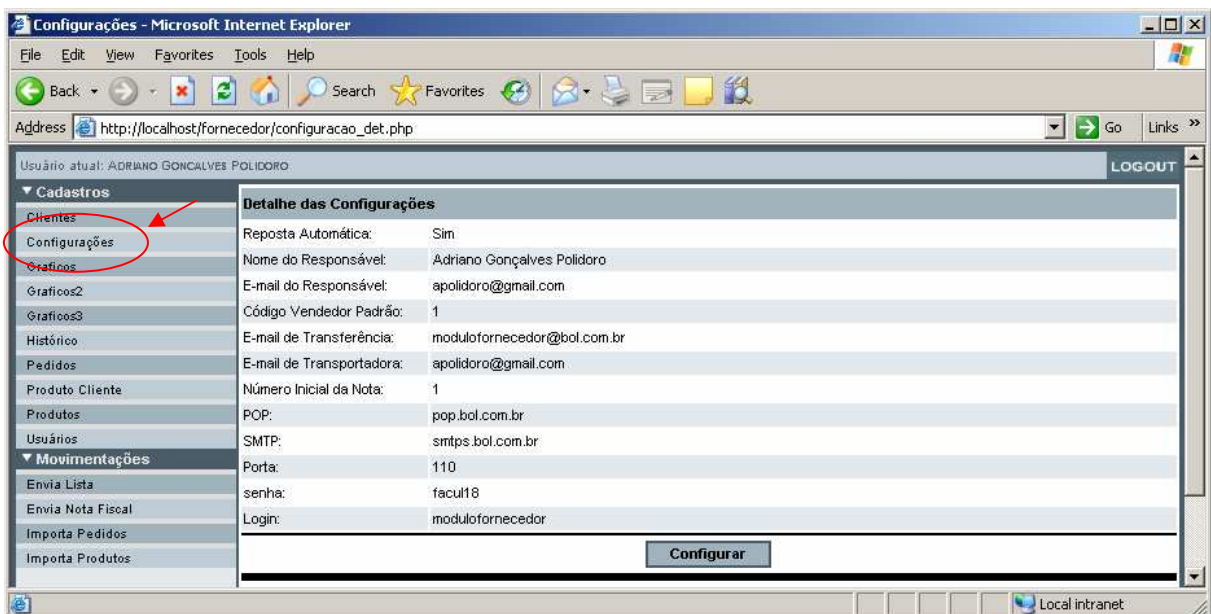 Configurações - Microsoft Internet Explorer
File Edit View Favorites Tools Help
Back Search Favorites
Address http://localhost/fornecedor/configuracao_det.php Go Links »
Usuário atual: ADRIANO GONCALVES POLIDORO LOGOUT
▼ Cadastros
Clientes
Configurações
Graficos
Graficos2
Graficos3
Histórico
Pedidos
Produto Cliente
Produtos
Usuários
▼ Movimentações
Envia Lista
Envia Nota Fiscal
Importa Pedidos
Importa Produtos
Detalhe das Configurações
Reposta Automática: Sim
Nome do Responsável: Adriano Gonçalves Polidoro
E-mail do Responsável: apolidoro@gmail.com
Código Vendedor Padrão: 1
E-mail de Transferência: modulofornecedor@bol.com.br
E-mail de Transportadora: apolidoro@gmail.com
Número Inicial da Nota: 1
POP: pop.bol.com.br
SMTP: smtps.bol.com.br
Porta: 110
senha: facul18
Login: modulofornecedor
Configurar
Local intranet